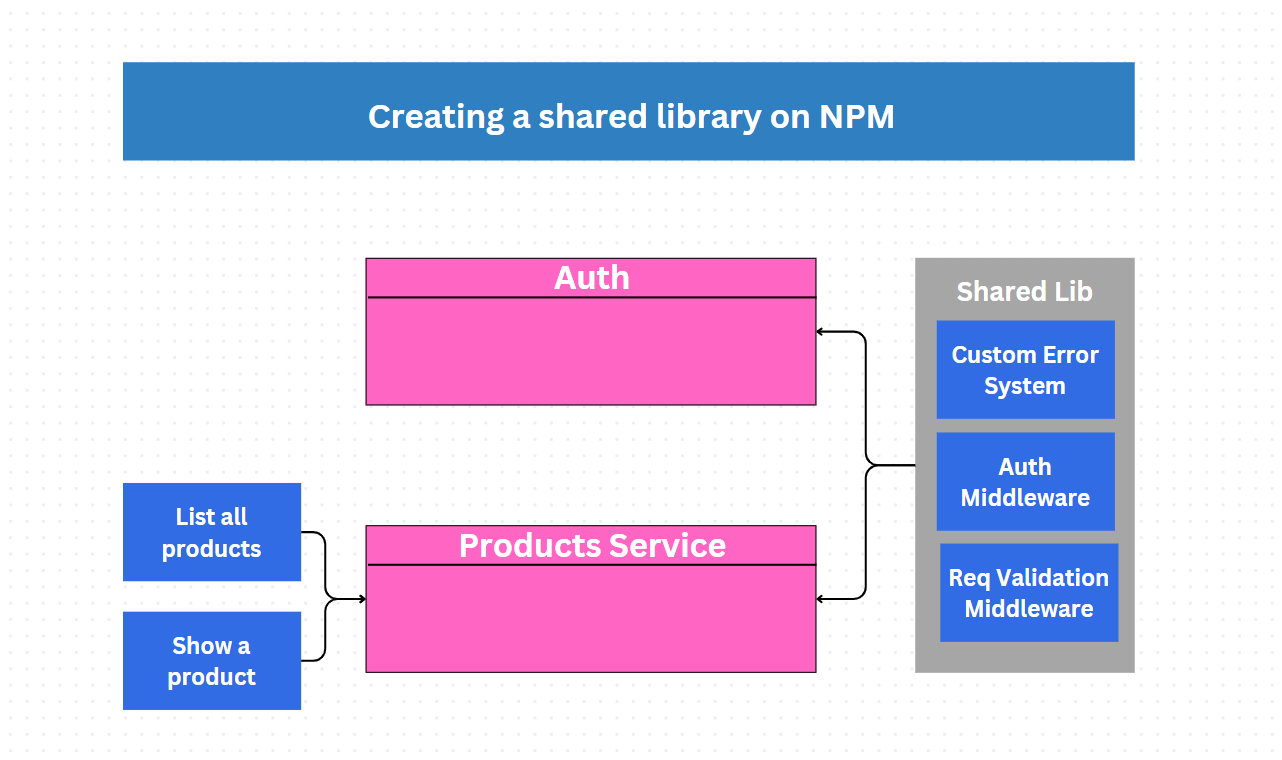 Creating a shared library on NPM
Auth
Shared Lib
Custom Error
System
Auth
Middleware
Req Validation
Middleware
List all
products
Products Service
Show a
product